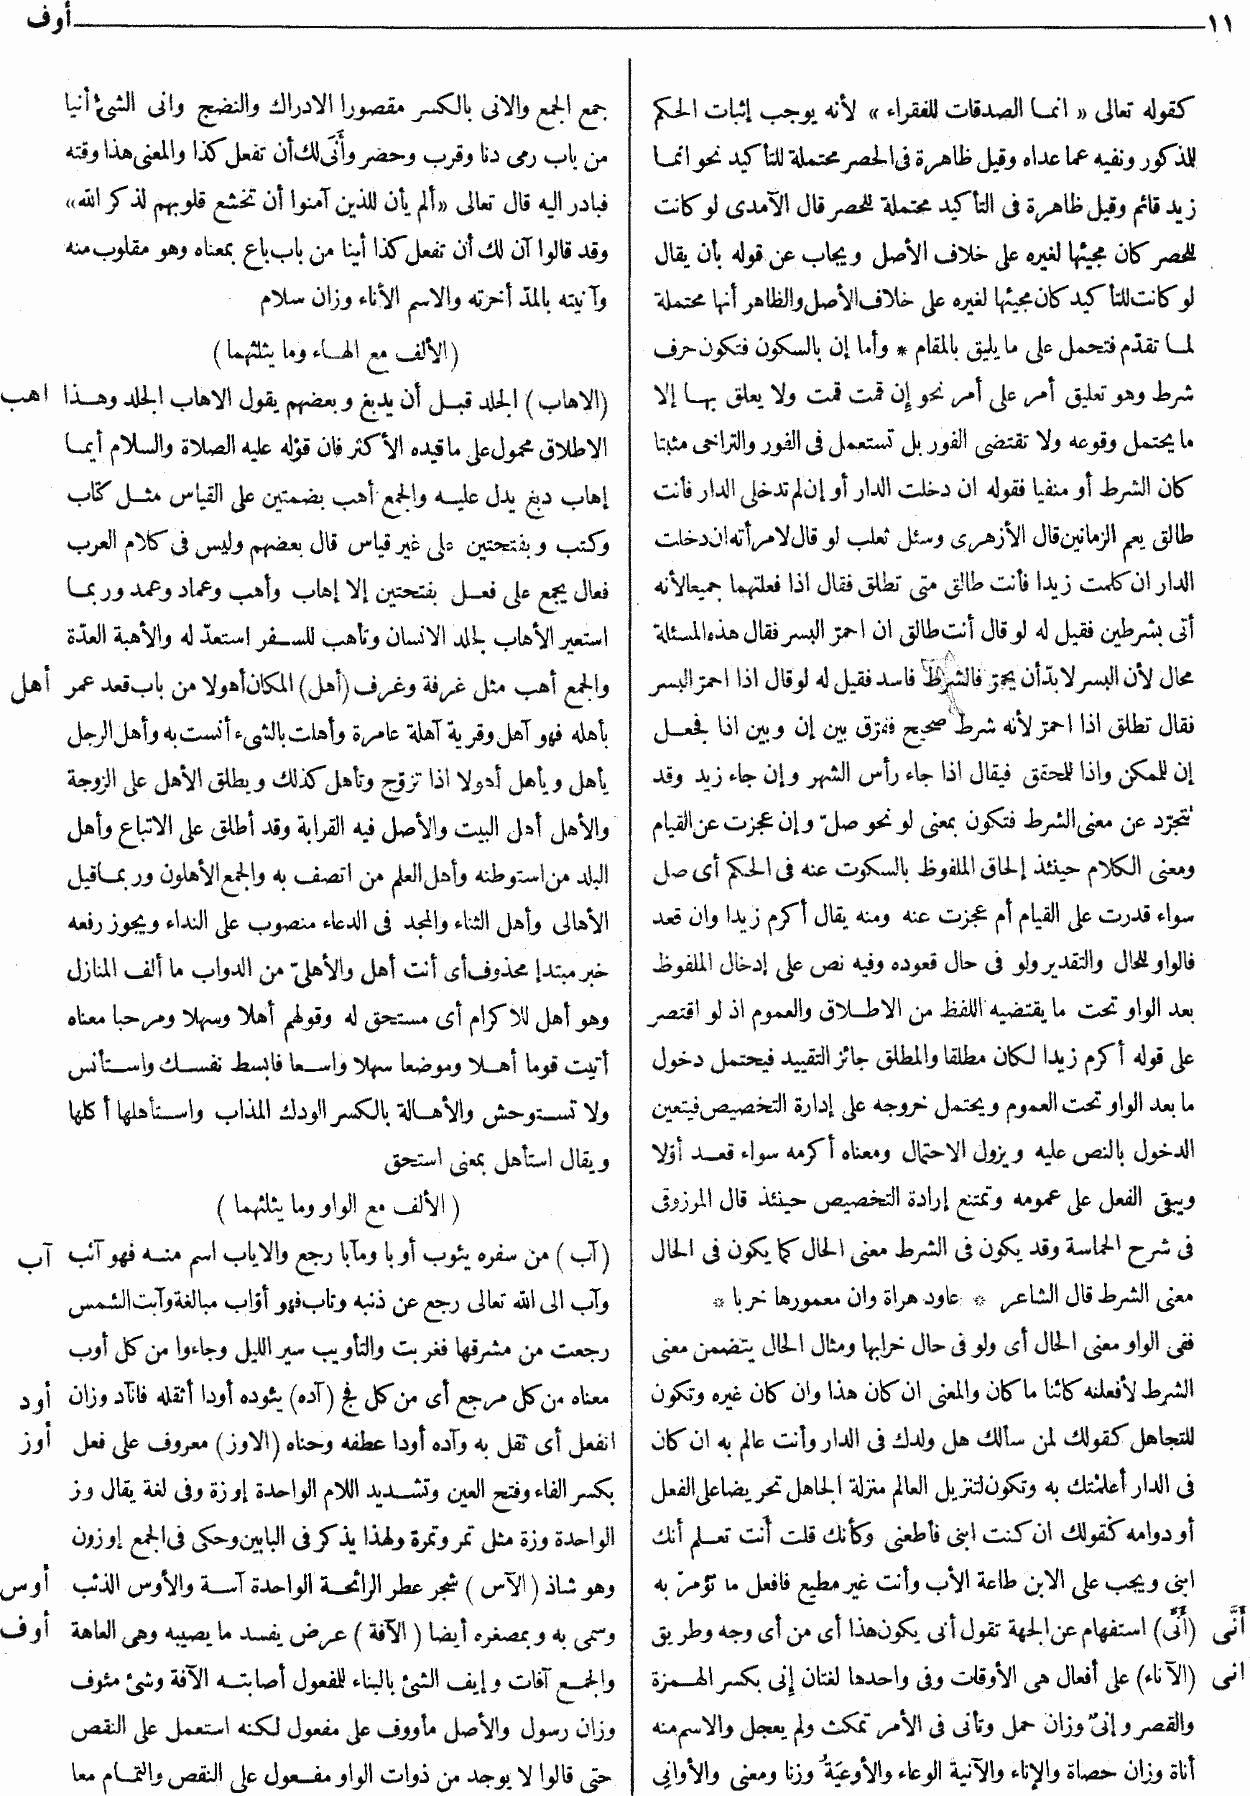 ١١
أوف
كقوله تعالى « انما الصدقات للفقراء » لأنه يوجب إثبات الحكم
للذكور ونفيه عما عداه وقيل ظاهرة فى الحصر محتملة للتأكيد نحو انما
زيد قائم وقيل ظاهرة فى التأكيد محتملة للحصر قال الآمدى لو كانت
للحصر كان مجيئها لغيره على خلاف الأصل ويجاب عن قوله بأن يقال
لو كانت للتأكيد كان مجيئها لغيره على خلاف الأصل والظاهر أنها محتملة
لما تقدّم فتحمل على ما يليق بالمقام * وأما إن بالسكون فتكون حرف
شرط وهو تعليق أمر على أمر نحو إن قمت قمت ولا يعلق بها إلا
ما يحتمل وقوعه ولا تقتضى الفور بل تستعمل فى الفور والتراخى مثبتا
كان الشرط أو منفيا فقوله ان دخلت الدار أو إن لم تدخلى الدار فأنت
طالق يعم الزمانين قال الأزهرى وسئل ثعلب لو قال لامرأته ان دخلت
الدار ان كلمت زيدا فأنت طالق متى تطلق فقال اذا فعلتهما جميعا لأنه
أتى بشرطين فقيل له لو قال أنت طالق ان احمرّ البسر فقال هذه المسئلة
محال لأن البسر لا بدّ أن يحمرّ فالشرط فاسد فقيل له لو قال اذا احمرّ البسر
فقال تطلق اذا احمرّ لأنه شرط صحيح ففرّق بين إن وبين اذا فجعل
إن للممكن واذا للمحقق فيقال اذا جاء رأس الشهر وإن جاء زيد وقد
تتجرّد عن معنى الشرط فتكون بمعنى لو نحو صلّ وإن عجزت عن القيام
ومعنى الكلام حينئذ إلحاق الملفوظ بالسكوت عنه فى الحكم أى صل
سواء قدرت على القيام أم عجزت عنه ومنه يقال أكرم زيدا وان قعد
فالواو للحال والتقدير ولو فى حال قعوده وفيه نص على إدخال الملفوظ
بعد الواو تحت ما يقتضيه اللفظ من الاطلاق والعموم اذ لو اقتصر
على قوله أكرم زيدا لكان مطلقا والمطلق جائز التقييد فيحتمل دخول
ما بعد الواو تحت العموم ويحتمل خروجه على إدارة التخصيص فيتعين
الدخول بالنص عليه ويزول الاحتمال ومعناه أكرمه سواء قعد أوّلا
ويبقى الفعل على عمومه وتمتنع إرادة التخصيص حينئذ قال المرزوقى
فى شرح الحماسة وقد يكون فى الشرط معنى الحال كما يكون فى الحال
معنى الشرط قال الشاعر * عاود هراة وان معمورها خربا *
ففى الواو معنى الحال أى ولو فى حال خرابها ومثال الحال يتضمن معنى
الشرط لأفعلنه كائنا ما كان والمعنى ان كان هذا وان كان غيره وتكون
للتجاهل كقولك لمن سألك هل ولدك فى الدار وأنت عالم به ان كان
فى الدار أعلمتك به وتكون لتنزيل العالم منزلة الجاهل تحريضا على الفعل
أو دوامه كقولك ان كنت ابنى فأطعنى وكأنك قلت أنت تعلم أنك
ابنى ويجب على الابن طاعة الأب وأنت غير مطيع فافعل ما تؤمرّ به
أَنَّى
(أَنَّى) استفهام عن الجهة تقول أنى يكون هذا أى من أى وجه وطريق
انى
(الآناء) على أفعال هى الأوقات وفى واحدها لغتان إنى بكسر الهمزة
والقصر وإنىٌ وزان حمل وتأنى فى الأمر تمكث ولم يعجل والاسم منه
أناة وزان حصاة والإناء والآنية الوعاء والأوعية وزنا ومعنى والأوانى
جمع الجمع والانى بالكسر مقصورا الادراك والنضج وانى الشئ أنيا
من باب رمى دنا وقرب وحضر وأَنَى لك أن تفعل كذا والمعنى هذا وقته
فبادر اليه قال تعالى «ألم يأن للذين آمنوا أن تخشع قلوبهم لذكر الله»
وقد قالوا آن لك أن تفعل كذا أينا من باب باع بمعناه وهو مقلوب منه
وآنيته بالمدّ أخرته والاسم الأناء وزان سلام
(الألف مع الهاء وما يثلثهما)
اهب
(الاهاب) الجلد قبل أن يدبغ وبعضهم يقول الاهاب الجلد وهذا
الاطلاق محمول على ما قيده الأكثر فان قوله عليه الصلاة والسلام أيما
إهاب دبغ يدل عليه والجمع أهب بضمتين على القياس مثل كتاب
وكتب وبفتحتين على غير قياس قال بعضهم وليس فى كلام العرب
فعال يجمع على فعل بفتحتين إلا إهاب وأهب وعماد وعمد وربما
استعير الأهاب لجلد الانسان وتأهب للسفر استعدّ له والأهبة العدّة
أهل
والجمع أهب مثل غرفة وغرف (أهل) المكان أهولا من باب قعد عمر
بأهله فهو آهل وقرية آهلة عامرة وأهلت بالشىء أنست به وأهل الرجل
يأهل ويأهل أهولا اذا تزوّج وتأهل كذلك ويطلق الأهل على الزوجة
والأهل أهل البيت والأصل فيه القرابة وقد أطلق على الاتباع وأهل
البلد من استوطنه وأهل العلم من اتصف به والجمع الأهلون وربما قيل
الأهالى وأهل الثناء والمجد فى الدعاء منصوب على النداء ويجوز رفعه
خبر مبتدإ محذوف أى أنت أهل والأهلىّ من الدواب ما ألف المنازل
وهو أهل للاكرام أى مستحق له وقولهم أهلا وسهلا ومرحبا معناه
أتيت قوما أهلا وموضعا سهلا واسعا فابسط نفسك واستأنس
ولا تستوحش والأهالة بالكسر الودك المذاب واستأهلها أكلها
ويقال استأهل بمعنى استحق
(الألف مع الواو وما يثلثهما)
آب
(آب) من سفره يئوب أوبا ومآبا رجع والاياب اسم منه فهو آئب
وآب الى الله تعالى رجع عن ذنبه وتاب فهو أوّاب مبالغة وآبت الشمس
رجعت من مشرقها فغربت والتأويب سير الليل وجاءوا من كل أوب
أود
معناه من كل مرجع أى من كل فج (آده) يئوده أودا أثقله فانآد وزان
أوز
انفعل أى ثقل به وآده أودا عطفه وحناه (الاوز) معروف على فعل
بكسر الفاء وفتح العين وتشديد اللام الواحدة إوزة وفى لغة يقال وز
الواحدة وزة مثل تمر وتمرة ولهذا يذكر فى البابين وحكى فى الجمع إوزون
أوس
وهو شاذ (الآس) شجر عطر الرائحة الواحدة آسة والأوس الذئب
أوف
وسمى به وبمصغره أيضا (الآفة) عرض يفسد ما يصيبه وهى العاهة
والجمع آفات وإيف الشئ بالبناء للمفعول أصابته الآفة وشئ مئوف
وزان رسول والأصل مأووف على مفعول لكنه استعمل على النقص
حتى قالوا لا يوجد من ذوات الواو مفعول على النقص والتمام معا